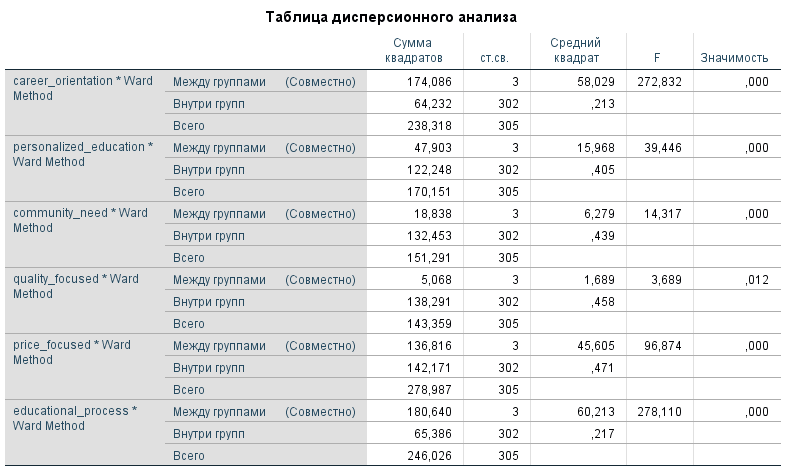 Таблица дисперсионного анализа
Сумма квадратов ст.св. Средний квадрат F Значимость
career_orientation * Ward Method Между группами (Совместно) 174,086 3 58,029 272,832 ,000
Внутри групп 64,232 302 ,213
Всего 238,318 305
personalized_education * Ward Method Между группами (Совместно) 47,903 3 15,968 39,446 ,000
Внутри групп 122,248 302 ,405
Всего 170,151 305
community_need * Ward Method Между группами (Совместно) 18,838 3 6,279 14,317 ,000
Внутри групп 132,453 302 ,439
Всего 151,291 305
quality_focused * Ward Method Между группами (Совместно) 5,068 3 1,689 3,689 ,012
Внутри групп 138,291 302 ,458
Всего 143,359 305
price_focused * Ward Method Между группами (Совместно) 136,816 3 45,605 96,874 ,000
Внутри групп 142,171 302 ,471
Всего 278,987 305
educational_process * Ward Method Между группами (Совместно) 180,640 3 60,213 278,110 ,000
Внутри групп 65,386 302 ,217
Всего 246,026 305